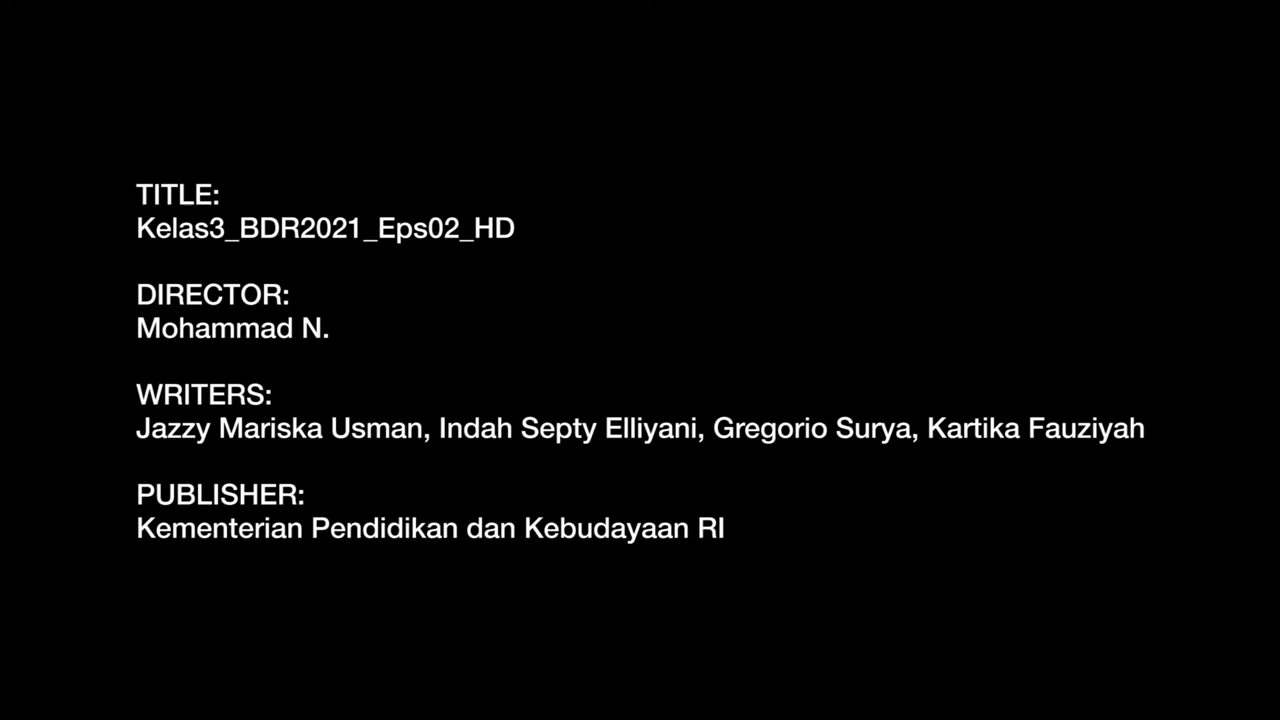 TITLE:
Kelas3_BDR2021_Eps02_HD
DIRECTOR:
Mohammad N.
WRITERS:
Jazzy Mariska Usman, Indah Septy Elliyani, Gregorio Surya, Kartika Fauziyah
PUBLISHER:
Kementerian Pendidikan dan Kebudayaan RI